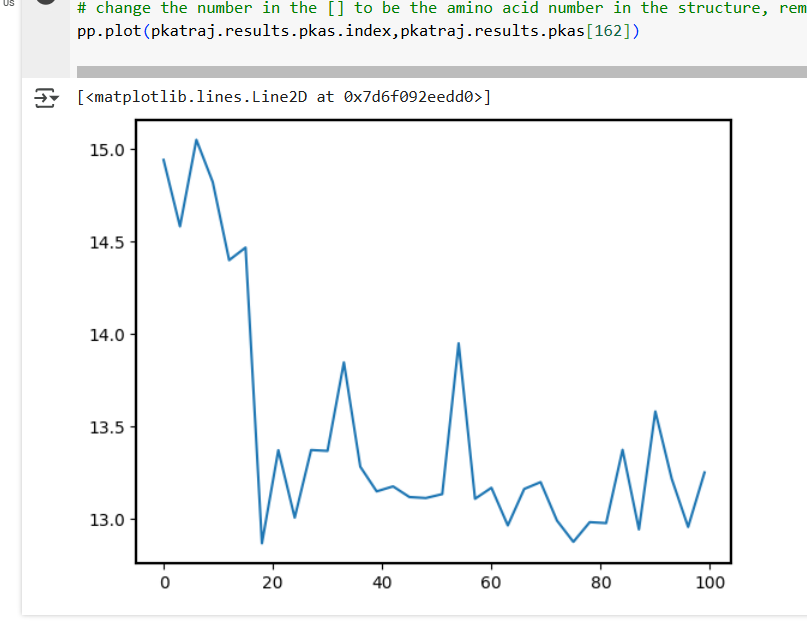 0s
# change the number in the [] to be the amino acid number in the structure, rem
pp.plot(pkatraj.results.pkas.index,pkatraj.results.pkas[162])
[<matplotlib.lines.Line2D at 0x7d6f092eedd0>]
15.0
14.5
14.0
13.5
13.0
0 20 40 60 80 100